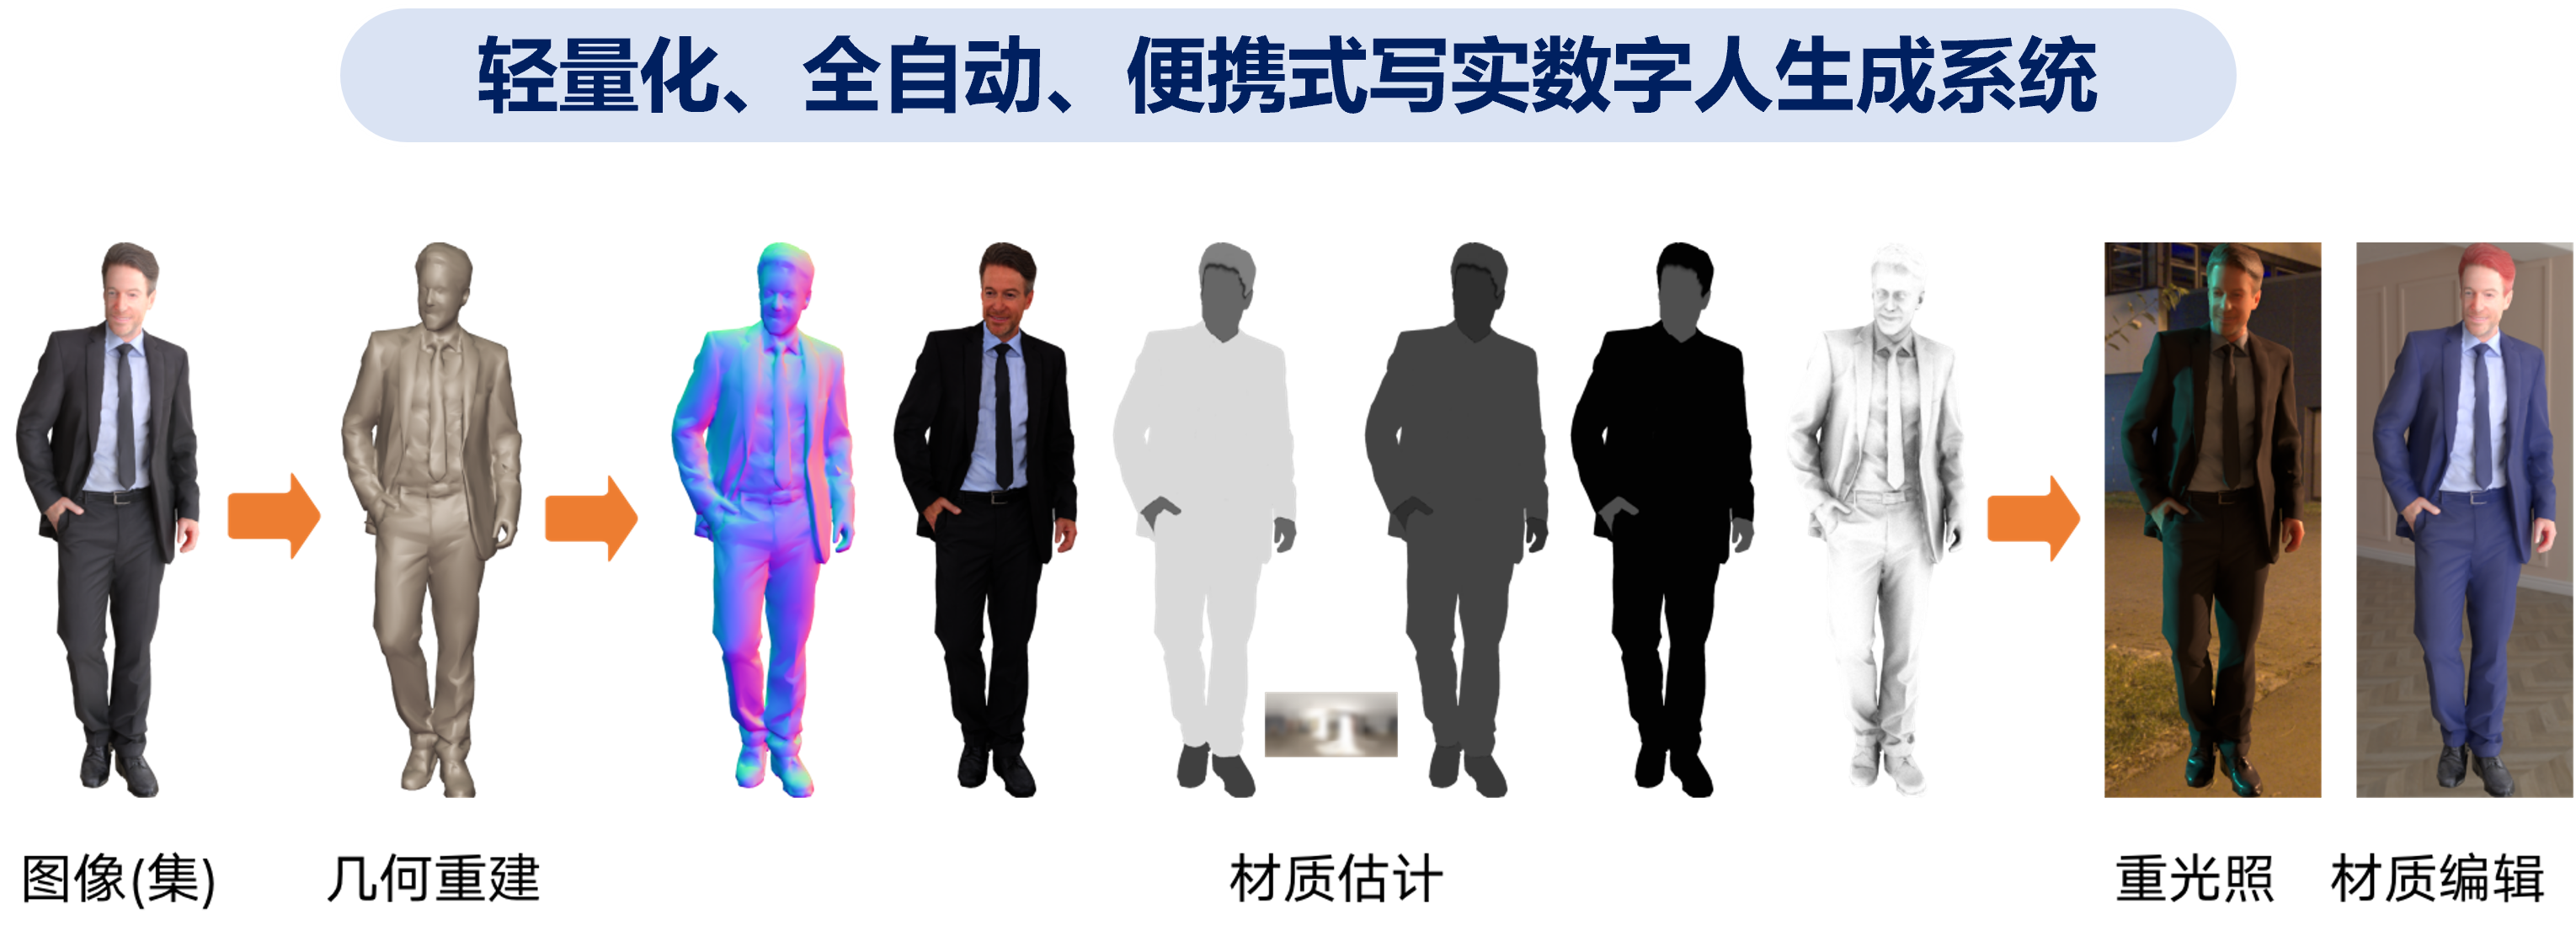 轻量化、全自动、便携式写实数字人生成系统
图像(集)
几何重建
材质估计
重光照
材质编辑